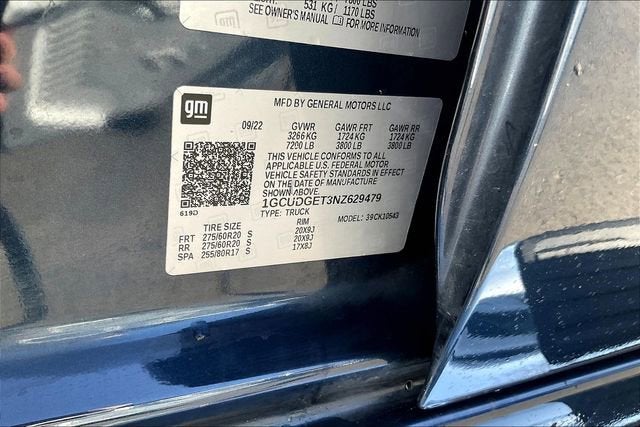 531 KG 1170 LBS
SEE OWNER'S MANUAL FOR MORE INFORMATION
gm
MFD BY GENERAL MOTORS LLC
09/22 GVWR GAWR FRT GAWR RR
3266 KG 1724 KG 1724 KG
7200 LB 3800 LB 3800 LB
THIS VEHICLE CONFORMS TO ALL
APPLICABLE U.S. FEDERAL MOTOR
VEHICLE SAFETY STANDARDS IN EFFECT
ON THE DATE OF MANUFACTURE
SHOWN ABOVE.
1GCUDGET3NZ629479
619D TYPE: TRUCK MODEL: 39CK10543
TIRE SIZE RIM
FRT 275/60R20 S 20X9J
RR 275/60R20 S 20X9J
SPA 255/80R17 S 17X8J